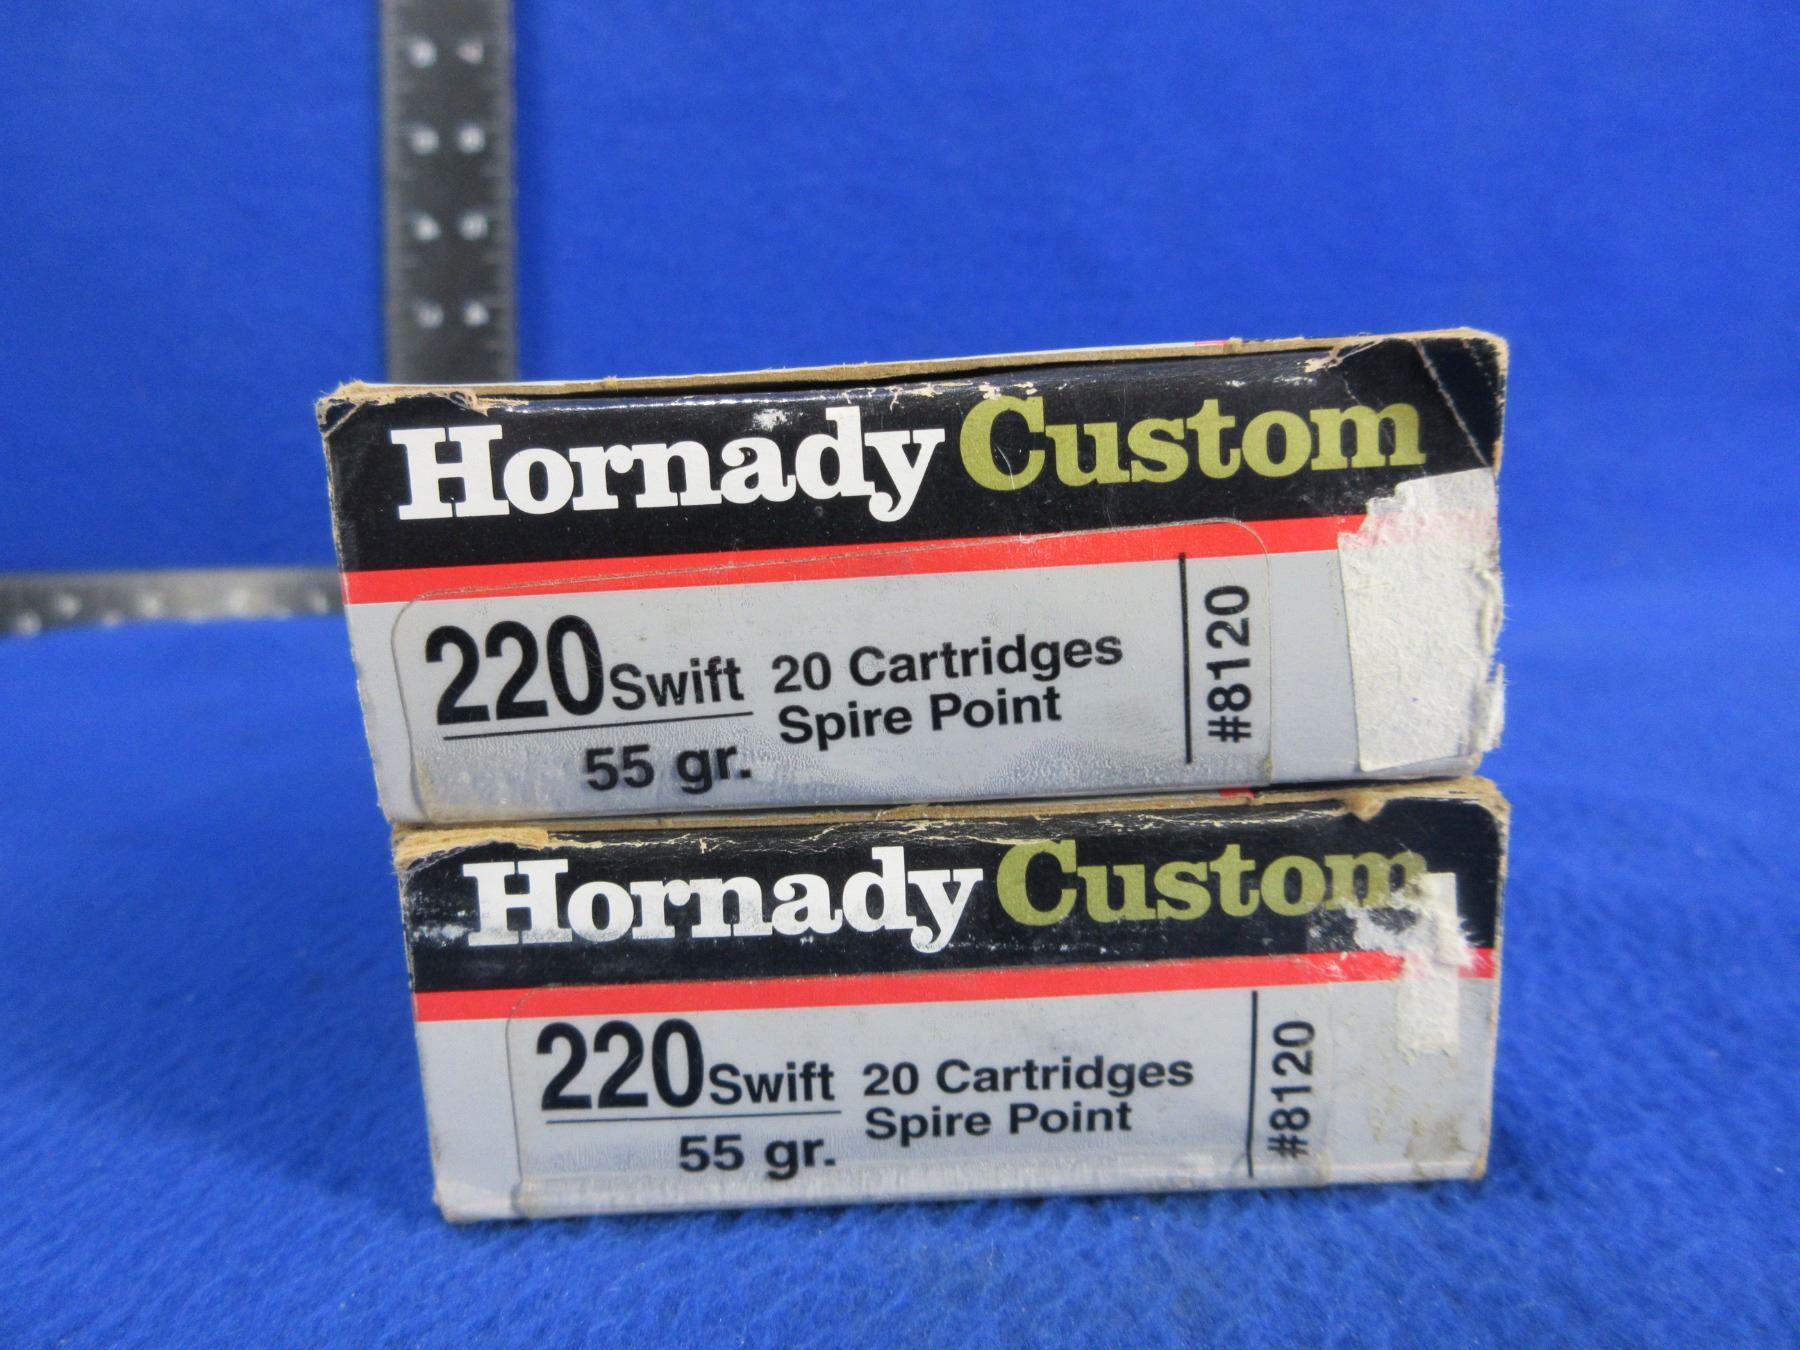 Hornady Custom
220 Swift 20 Cartridges
Spire Point
55 gr.
#8120
Hornady Custom
220 Swift 20 Cartridges
Spire Point
55 gr.
#8120